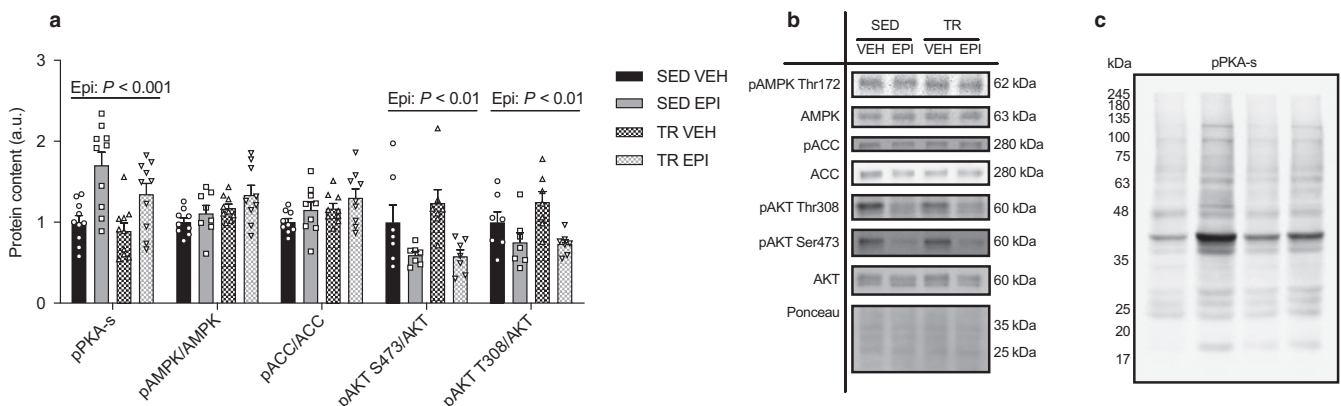 a
Protein content (a.u.)
3
2
1
0
Epi: P < 0.001
Epi: P < 0.01
Epi: P < 0.01
pPKA-s
pAMPK/AMPK
pACC/ACC
pAKT S473/AKT
pAKT T308/AKT
SED VEH
SED EPI
TR VEH
TR EPI
b
SED TR
VEH EPI VEH EPI
pAMPK Thr172 62 kDa
AMPK 63 kDa
pACC 280 kDa
ACC 280 kDa
pAKT Thr308 60 kDa
pAKT Ser473 60 kDa
AKT 60 kDa
Ponceau
35 kDa
25 kDa
c
kDa pPKA-s
245
180
135
100
75
63
48
35
25
20
17